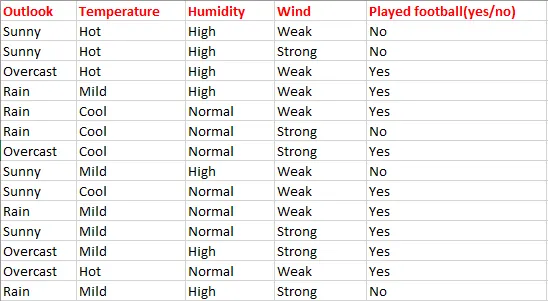 Outlook Temperature Humidity Wind Played football(yes/no)
Sunny Hot High Weak No
Sunny Hot High Strong No
Overcast Hot High Weak Yes
Rain Mild High Weak Yes
Rain Cool Normal Weak Yes
Rain Cool Normal Strong No
Overcast Cool Normal Strong Yes
Sunny Mild High Weak No
Sunny Cool Normal Weak Yes
Rain Mild Normal Weak Yes
Sunny Mild Normal Strong Yes
Overcast Mild High Strong Yes
Overcast Hot Normal Weak Yes
Rain Mild High Strong No